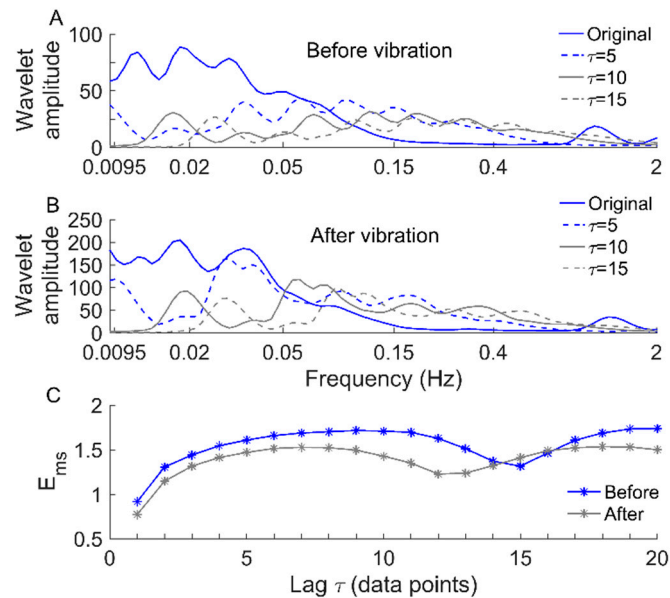 A
Before vibration
Wavelet
amplitude
100
50
0
0.0095 0.02 0.05 0.15 0.4 2
Original
τ=5
τ=10
τ=15
B
After vibration
Wavelet
amplitude
250
200
150
100
50
0
0.0095 0.02 0.05 0.15 0.4 2
Frequency (Hz)
Original
τ=5
τ=10
τ=15
C
E_ms
2
1.5
1
0.5
0 5 10 15 20
Lag τ (data points)
Before
After